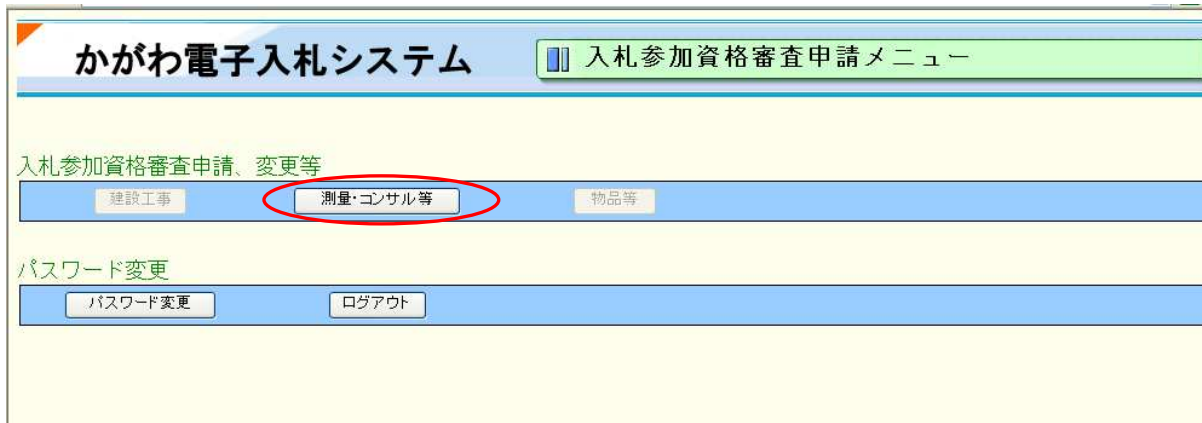 かがわ電子入札システム 入札参加資格審査申請メニュー
入札参加資格審査申請、変更等
建設工事 測量・コンサル等 物品等
パスワード変更
パスワード変更 ログアウト